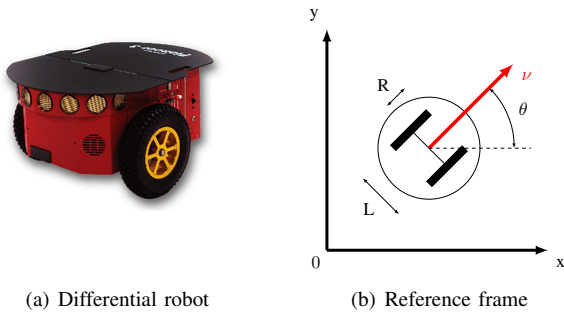 y
R
ν
θ
L
0
x
(a) Differential robot
(b) Reference frame